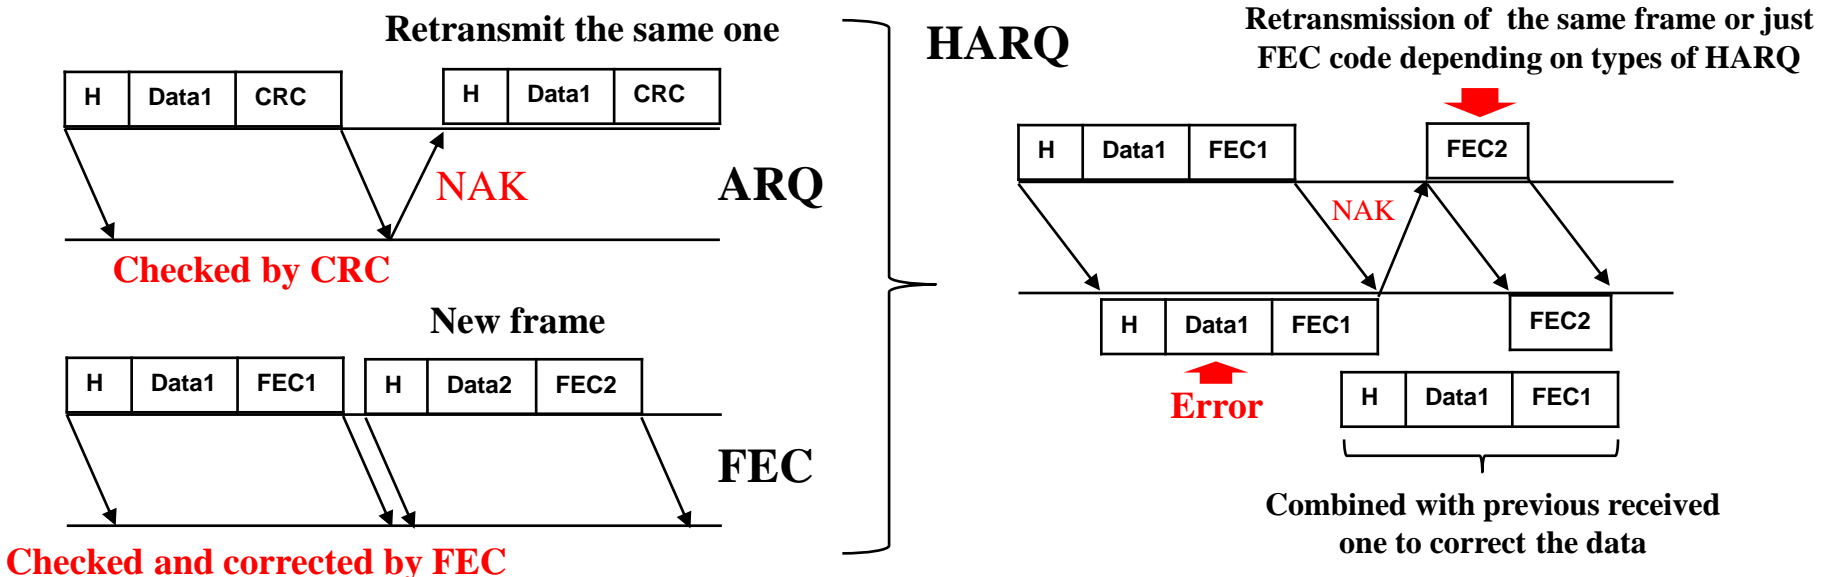 Retransmit the same one
H Data1 CRC
H Data1 CRC
NAK
ARQ
Checked by CRC
New frame
H Data1 FEC1
H Data2 FEC2
FEC
Checked and corrected by FEC
HARQ
Retransmission of the same frame or just
FEC code depending on types of HARQ
H Data1 FEC1
FEC2
NAK
H Data1 FEC1
FEC2
Error
H Data1 FEC1
Combined with previous received
one to correct the data